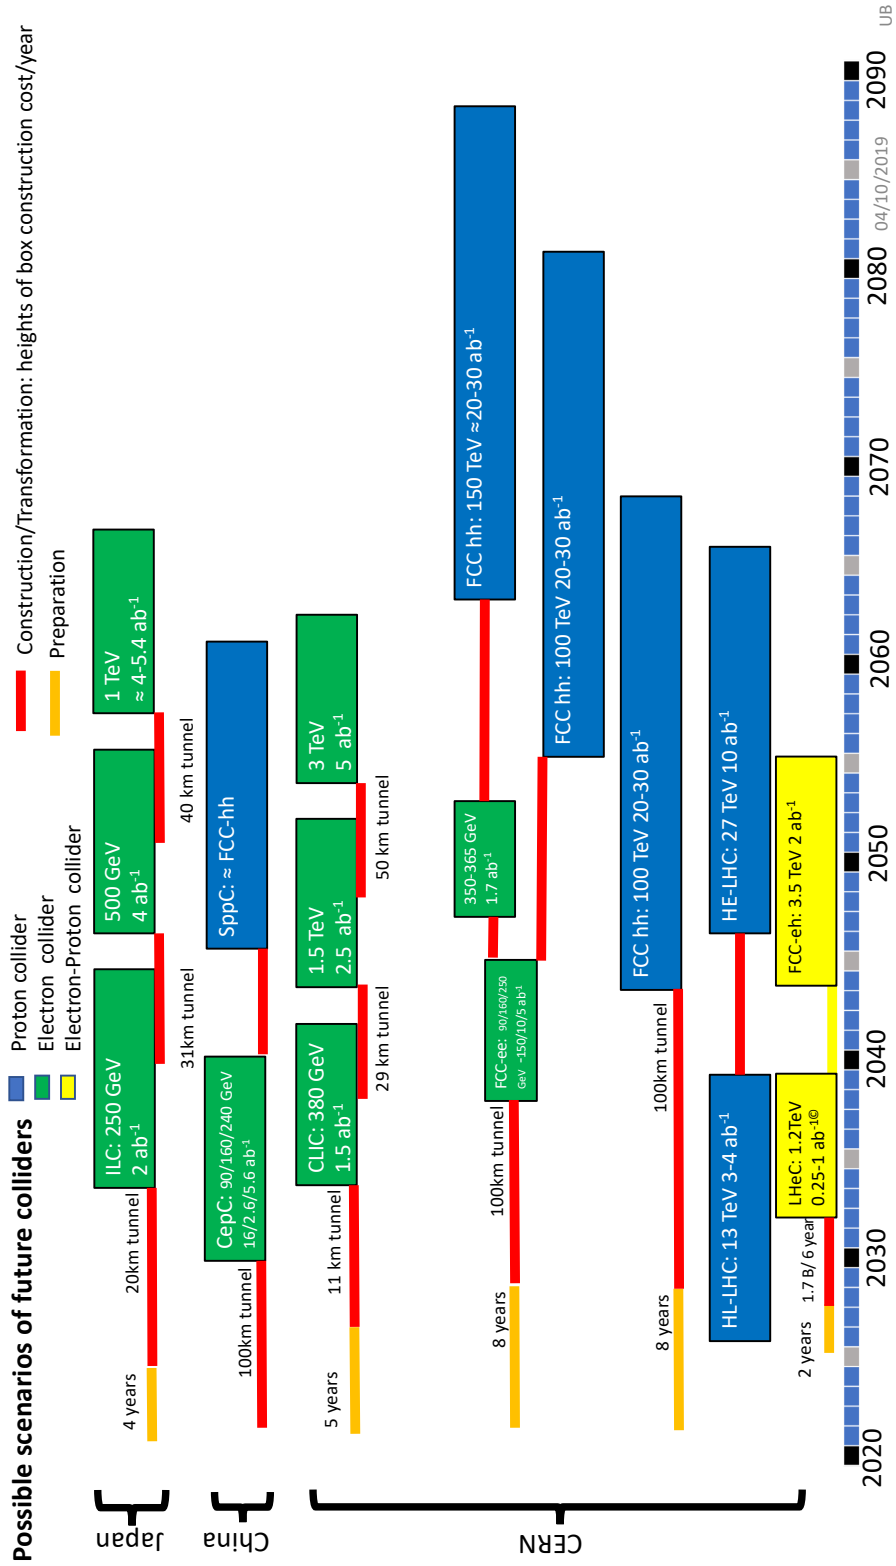 Possible scenarios of future colliders
Proton collider
Electron collider
Electron-Proton collider
Construction/Transformation: heights of box construction cost/year
Preparation
Japan
4 years
20km tunnel
ILC: 250 GeV
2 ab-1
31km tunnel
500 GeV
4 ab-1
40 km tunnel
1 TeV
≈ 4-5.4 ab-1
China
100km tunnel
CepC: 90/160/240 GeV
16/2.6/5.6 ab-1
SppC: ≈ FCC-hh
CERN
5 years
11 km tunnel
CLIC: 380 GeV
1.5 ab-1
29 km tunnel
1.5 TeV
2.5 ab-1
50 km tunnel
3 TeV
5 ab-1
8 years
100km tunnel
FCC-ee: 90/160/250
GeV ~150/10/5 ab-1
350-365 GeV
1.7 ab-1
FCC hh: 150 TeV ≈20-30 ab-1
FCC hh: 100 TeV 20-30 ab-1
8 years
100km tunnel
FCC hh: 100 TeV 20-30 ab-1
HL-LHC: 13 TeV 3-4 ab-1
HE-LHC: 27 TeV 10 ab-1
2 years
1.7 B/ 6 year
LHeC: 1.2TeV
0.25-1 ab-1©
FCC-eh: 3.5 TeV 2 ab-1
2020
2030
2040
2050
2060
2070
2080
2090
04/10/2019
UB